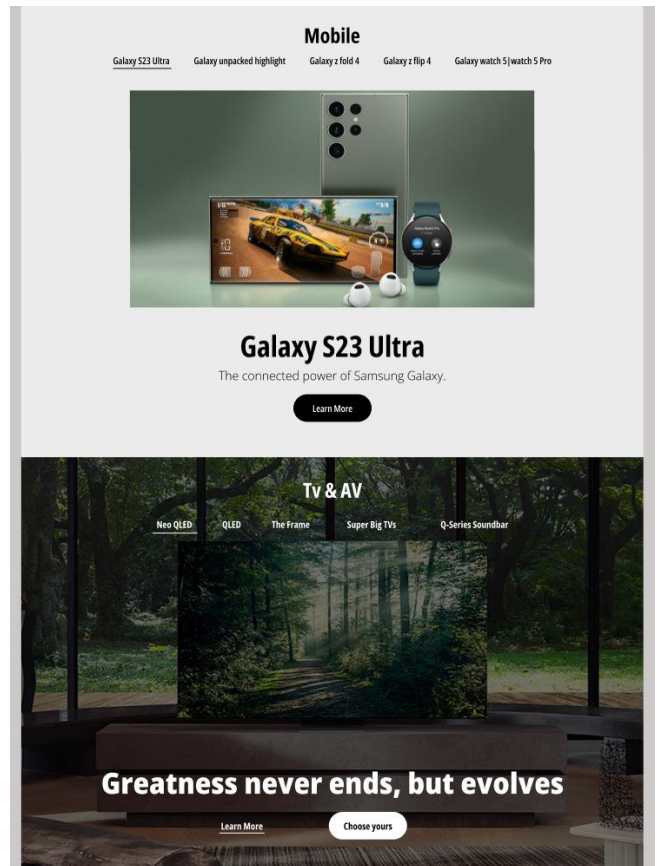 Mobile
Galaxy S23 Ultra Galaxy unpacked highlight Galaxy z fold 4 Galaxy z flip 4 Galaxy watch 5|watch 5 Pro
Galaxy S23 Ultra
The connected power of Samsung Galaxy.
Learn More
Tv & AV
Neo QLED QLED The Frame Super Big TVs Q-Series Soundbar
Greatness never ends, but evolves
Learn More Choose yours